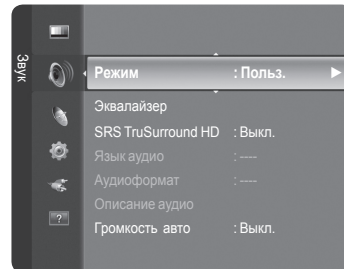 Звук
Режим : Польз.
Эквалайзер
SRS TruSurround HD : Выкл.
Язык аудио : ----
Аудиоформат : ----
Описание аудио
Громкость авто : Выкл.
?